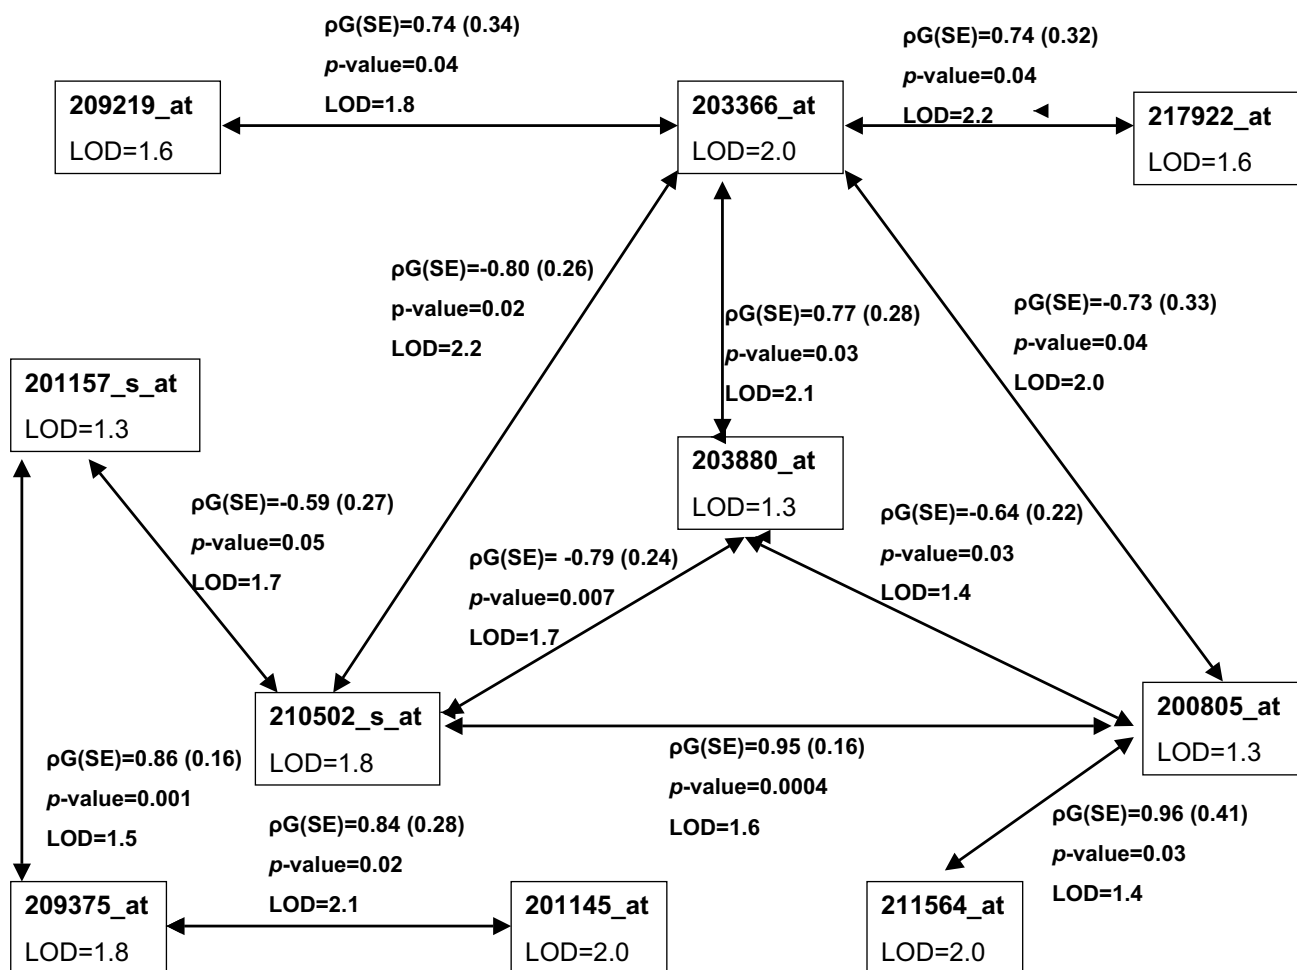 ρG(SE)=0.74 (0.34)
p-value=0.04
LOD=1.8
ρG(SE)=0.74 (0.32)
p-value=0.04
LOD=2.2
209219_at
LOD=1.6
203366_at
LOD=2.0
217922_at
LOD=1.6
ρG(SE)=-0.80 (0.26)
p-value=0.02
LOD=2.2
ρG(SE)=0.77 (0.28)
p-value=0.03
LOD=2.1
ρG(SE)=-0.73 (0.33)
p-value=0.04
LOD=2.0
201157_s_at
LOD=1.3
203880_at
LOD=1.3
ρG(SE)=-0.59 (0.27)
p-value=0.05
LOD=1.7
ρG(SE)= -0.79 (0.24)
p-value=0.007
LOD=1.7
ρG(SE)=-0.64 (0.22)
p-value=0.03
LOD=1.4
210502_s_at
LOD=1.8
200805_at
LOD=1.3
ρG(SE)=0.86 (0.16)
p-value=0.001
LOD=1.5
ρG(SE)=0.95 (0.16)
p-value=0.0004
LOD=1.6
ρG(SE)=0.84 (0.28)
p-value=0.02
LOD=2.1
ρG(SE)=0.96 (0.41)
p-value=0.03
LOD=1.4
209375_at
LOD=1.8
201145_at
LOD=2.0
211564_at
LOD=2.0